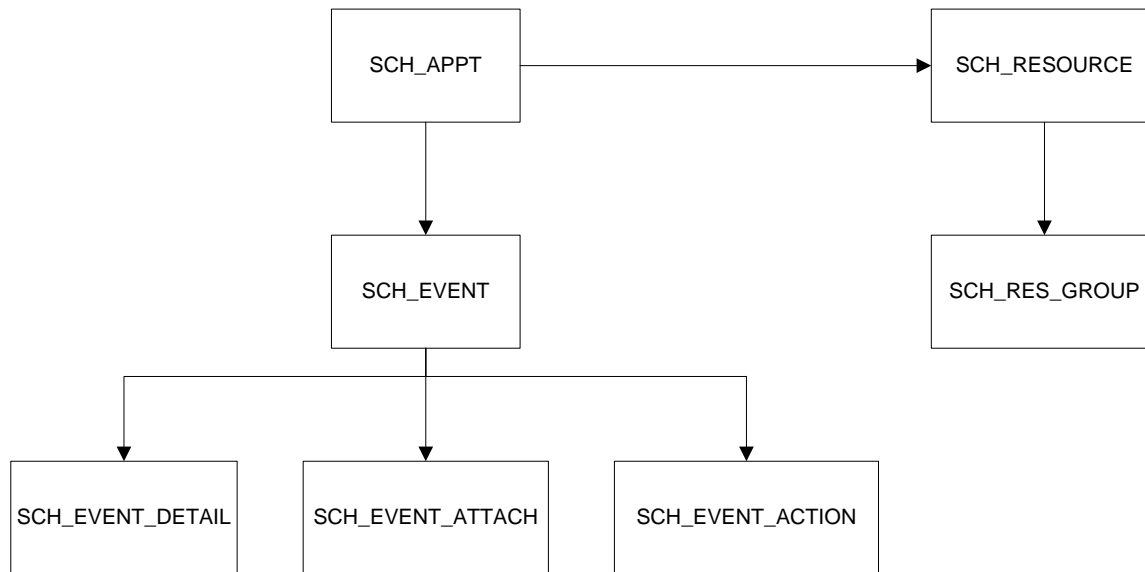 SCH_APPT
SCH_RESOURCE
SCH_EVENT
SCH_RES_GROUP
SCH_EVENT_DETAIL
SCH_EVENT_ATTACH
SCH_EVENT_ACTION